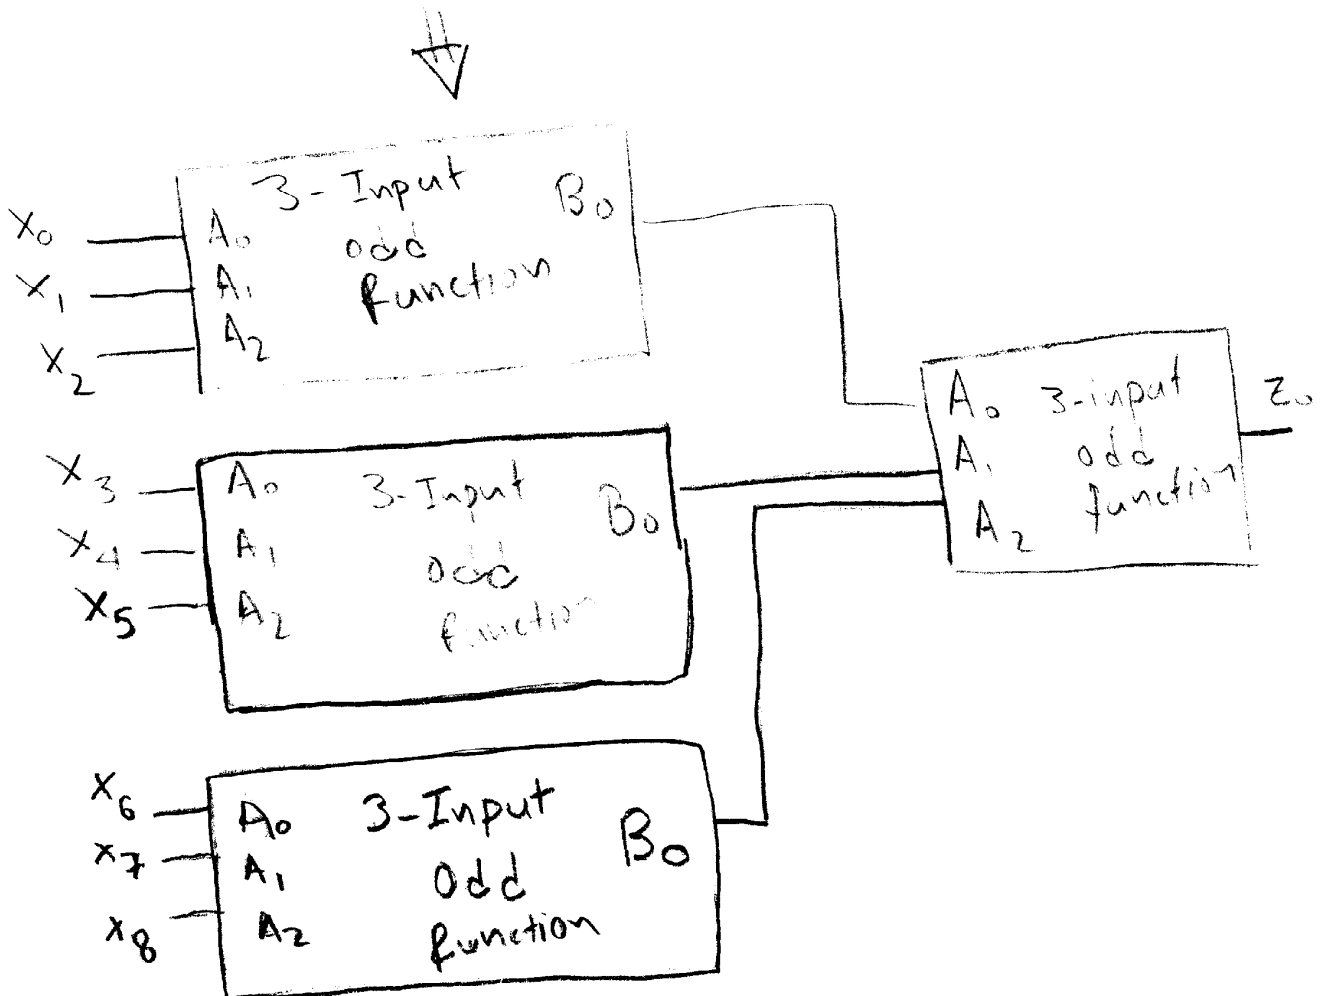 3-Input
odd
function
B₀
X₀
A₀
X₁
A₁
X₂
A₂
3-Input
odd
function
B₀
X₃
A₀
X₄
A₁
X₅
A₂
3-Input
Odd
function
B₀
X₆
A₀
X₇
A₁
X₈
A₂
A₀ 3-input
A₁ odd
A₂ function
Z₀